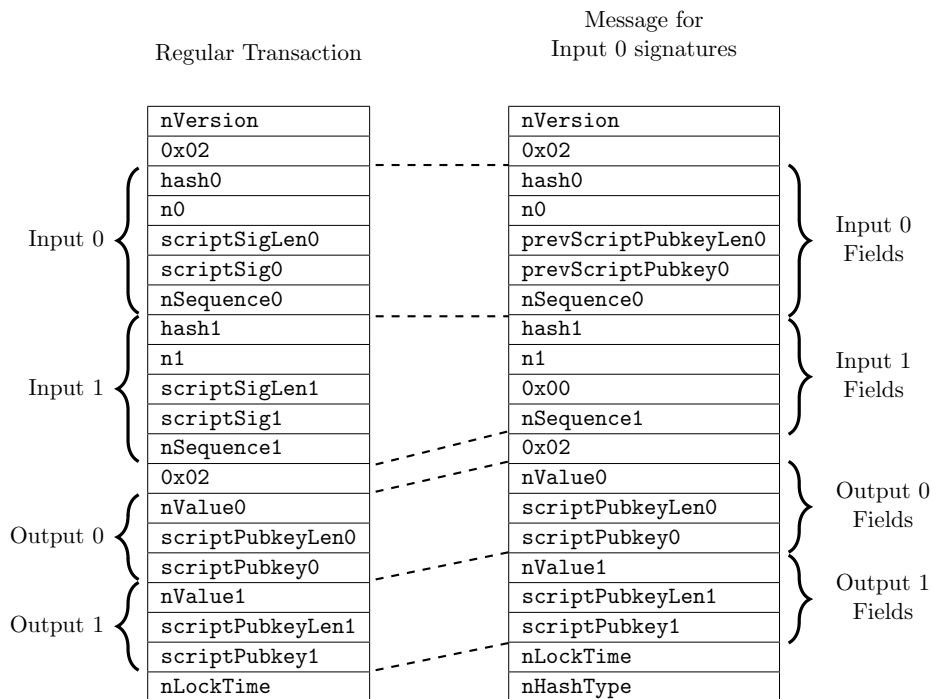 Regular Transaction
Message for
Input 0 signatures
nVersion
0x02
hash0
n0
scriptSigLen0
scriptSig0
nSequence0
hash1
n1
scriptSigLen1
scriptSig1
nSequence1
0x02
nValue0
scriptPubkeyLen0
scriptPubkey0
nValue1
scriptPubkeyLen1
scriptPubkey1
nLockTime
Input 0
Input 1
Output 0
Output 1
nVersion
0x02
hash0
n0
prevScriptPubkeyLen0
prevScriptPubkey0
nSequence0
hash1
n1
0x00
nSequence1
0x02
nValue0
scriptPubkeyLen0
scriptPubkey0
nValue1
scriptPubkeyLen1
scriptPubkey1
nLockTime
nHashType
Input 0
Fields
Input 1
Fields
Output 0
Fields
Output 1
Fields